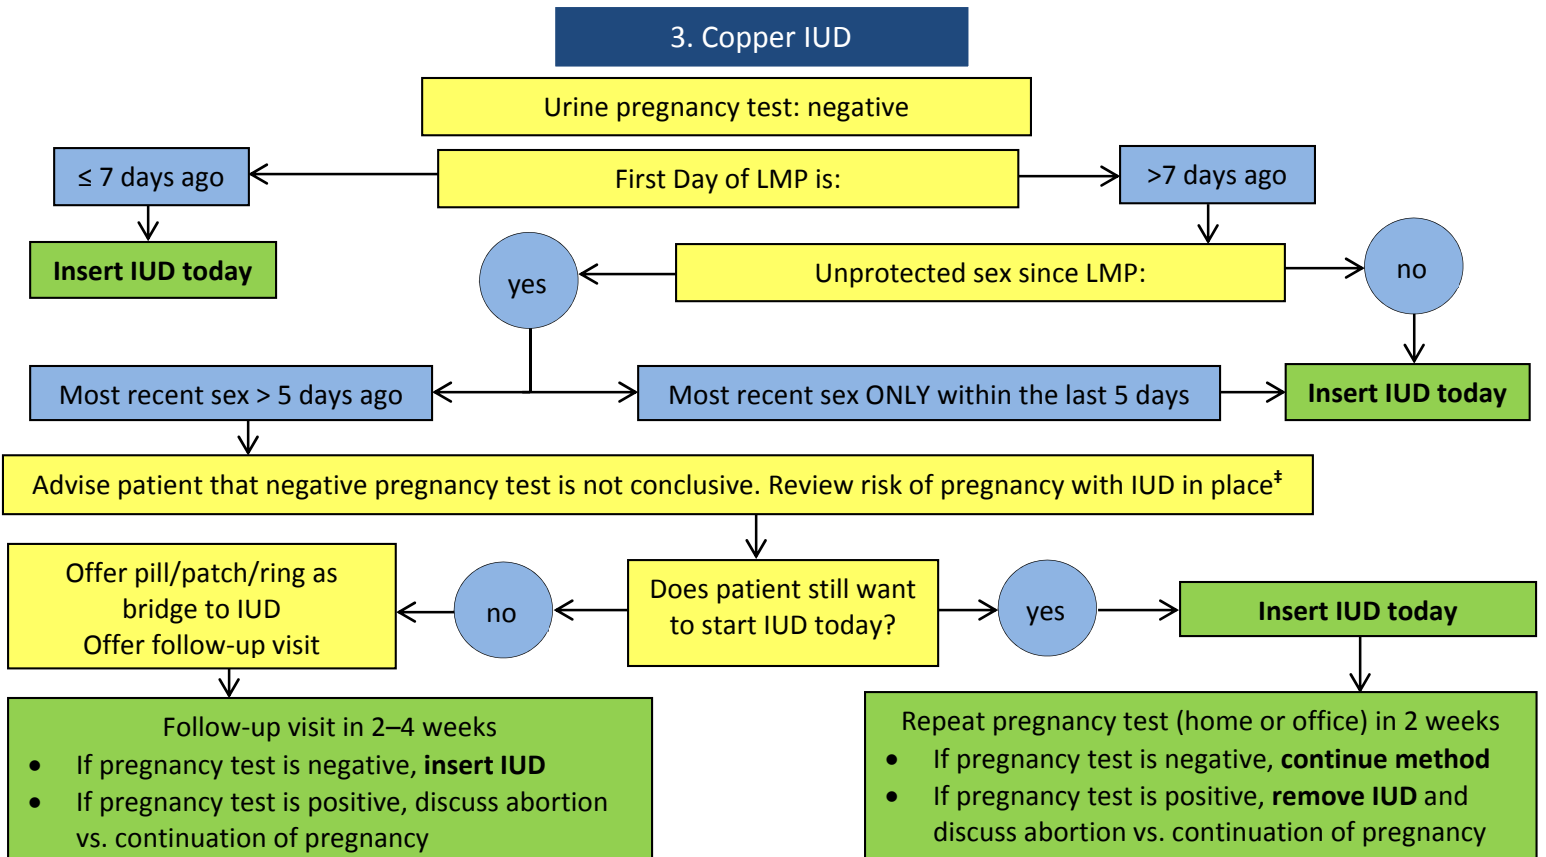 3. Copper IUD
Urine pregnancy test: negative
≤ 7 days ago
First Day of LMP is:
>7 days ago
Insert IUD today
yes
Unprotected sex since LMP:
no
Most recent sex > 5 days ago
Most recent sex ONLY within the last 5 days
Insert IUD today
Advise patient that negative pregnancy test is not conclusive. Review risk of pregnancy with IUD in place‡
Offer pill/patch/ring as
bridge to IUD
Offer follow-up visit
no
Does patient still want
to start IUD today?
yes
Insert IUD today
Follow-up visit in 2–4 weeks
• If pregnancy test is negative, insert IUD
• If pregnancy test is positive, discuss abortion
vs. continuation of pregnancy
Repeat pregnancy test (home or office) in 2 weeks
• If pregnancy test is negative, continue method
• If pregnancy test is positive, remove IUD and
discuss abortion vs. continuation of pregnancy